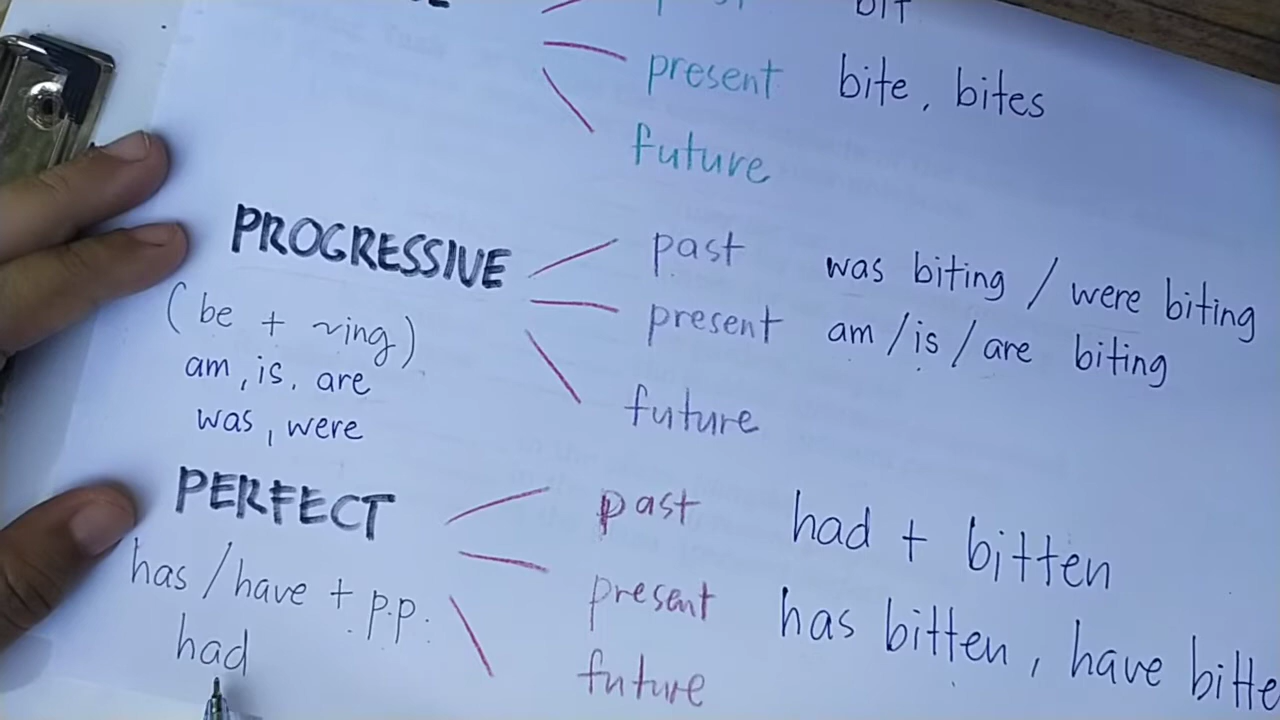 bit
present bite, bites
future
PROGRESSIVE past was biting / were biting
(be + ~ing) present am / is / are biting
am, is, are future
was, were
PERFECT past had + bitten
has / have + p.p. present has bitten, have bitte
had future